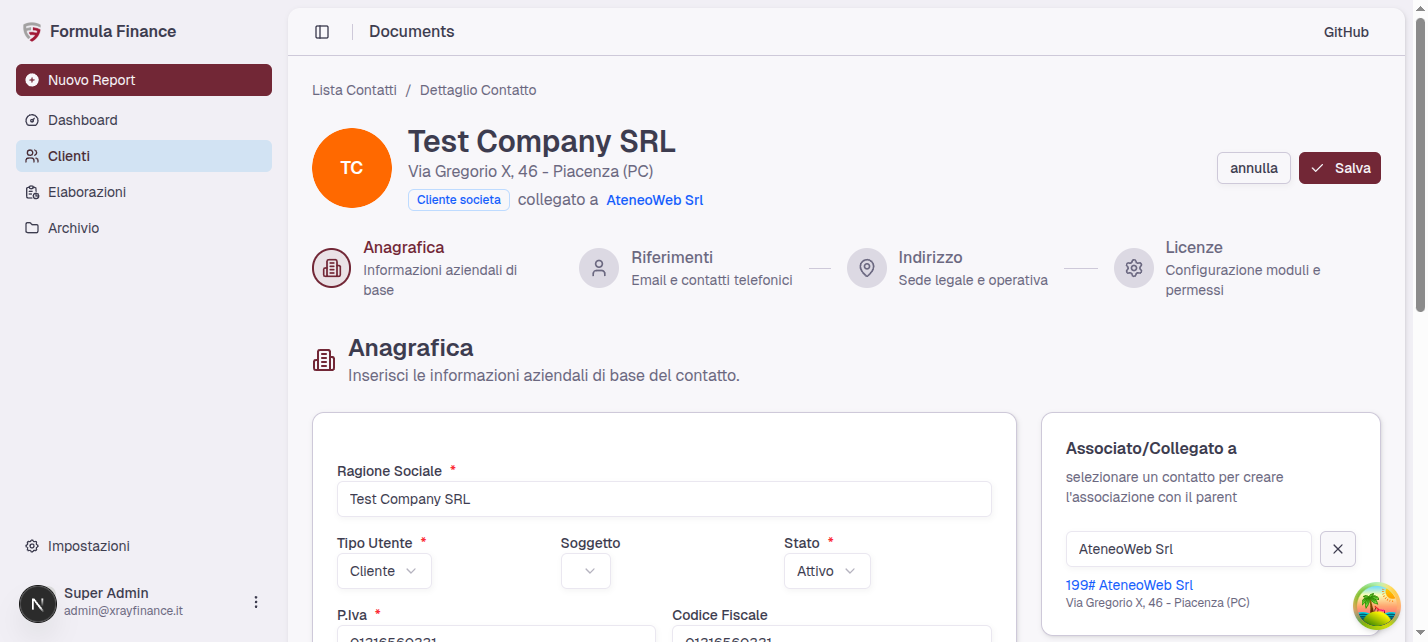 Formula Finance
Nuovo Report
Dashboard
Clienti
Elaborazioni
Archivio
Impostazioni
N
Super Admin
admin@xrayfinance.it
Documents
GitHub
Lista Contatti / Dettaglio Contatto
TC
Test Company SRL
Via Gregorio X, 46 - Piacenza (PC)
Cliente societa collegato a AteneoWeb Srl
annulla
Salva
Anagrafica
Informazioni aziendali di
base
Riferimenti
Email e contatti telefonici
Indirizzo
Sede legale e operativa
Licenze
Configurazione moduli e
permessi
Anagrafica
Inserisci le informazioni aziendali di base del contatto.
Ragione Sociale *
Test Company SRL
Tipo Utente *
Cliente
Soggetto
Stato *
Attivo
P.Iva *
Codice Fiscale
Associato/Collegato a
selezionare un contatto per creare
l'associazione con il parent
AteneoWeb Srl
199# AteneoWeb Srl
Via Gregorio X, 46 - Piacenza (PC)